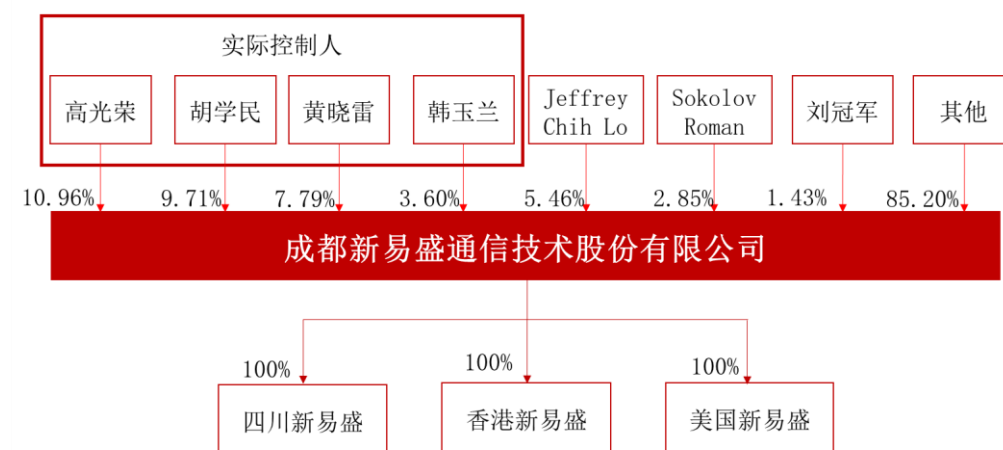 实际控制人
高光荣
胡学民
黄晓雷
韩玉兰
Jeffrey
Chih Lo
Sokolov
Roman
刘冠军
其他
10.96%
9.71%
7.79%
3.60%
5.46%
2.85%
1.43%
85.20%
成都新易盛通信技术股份有限公司
100%
100%
100%
四川新易盛
香港新易盛
美国新易盛